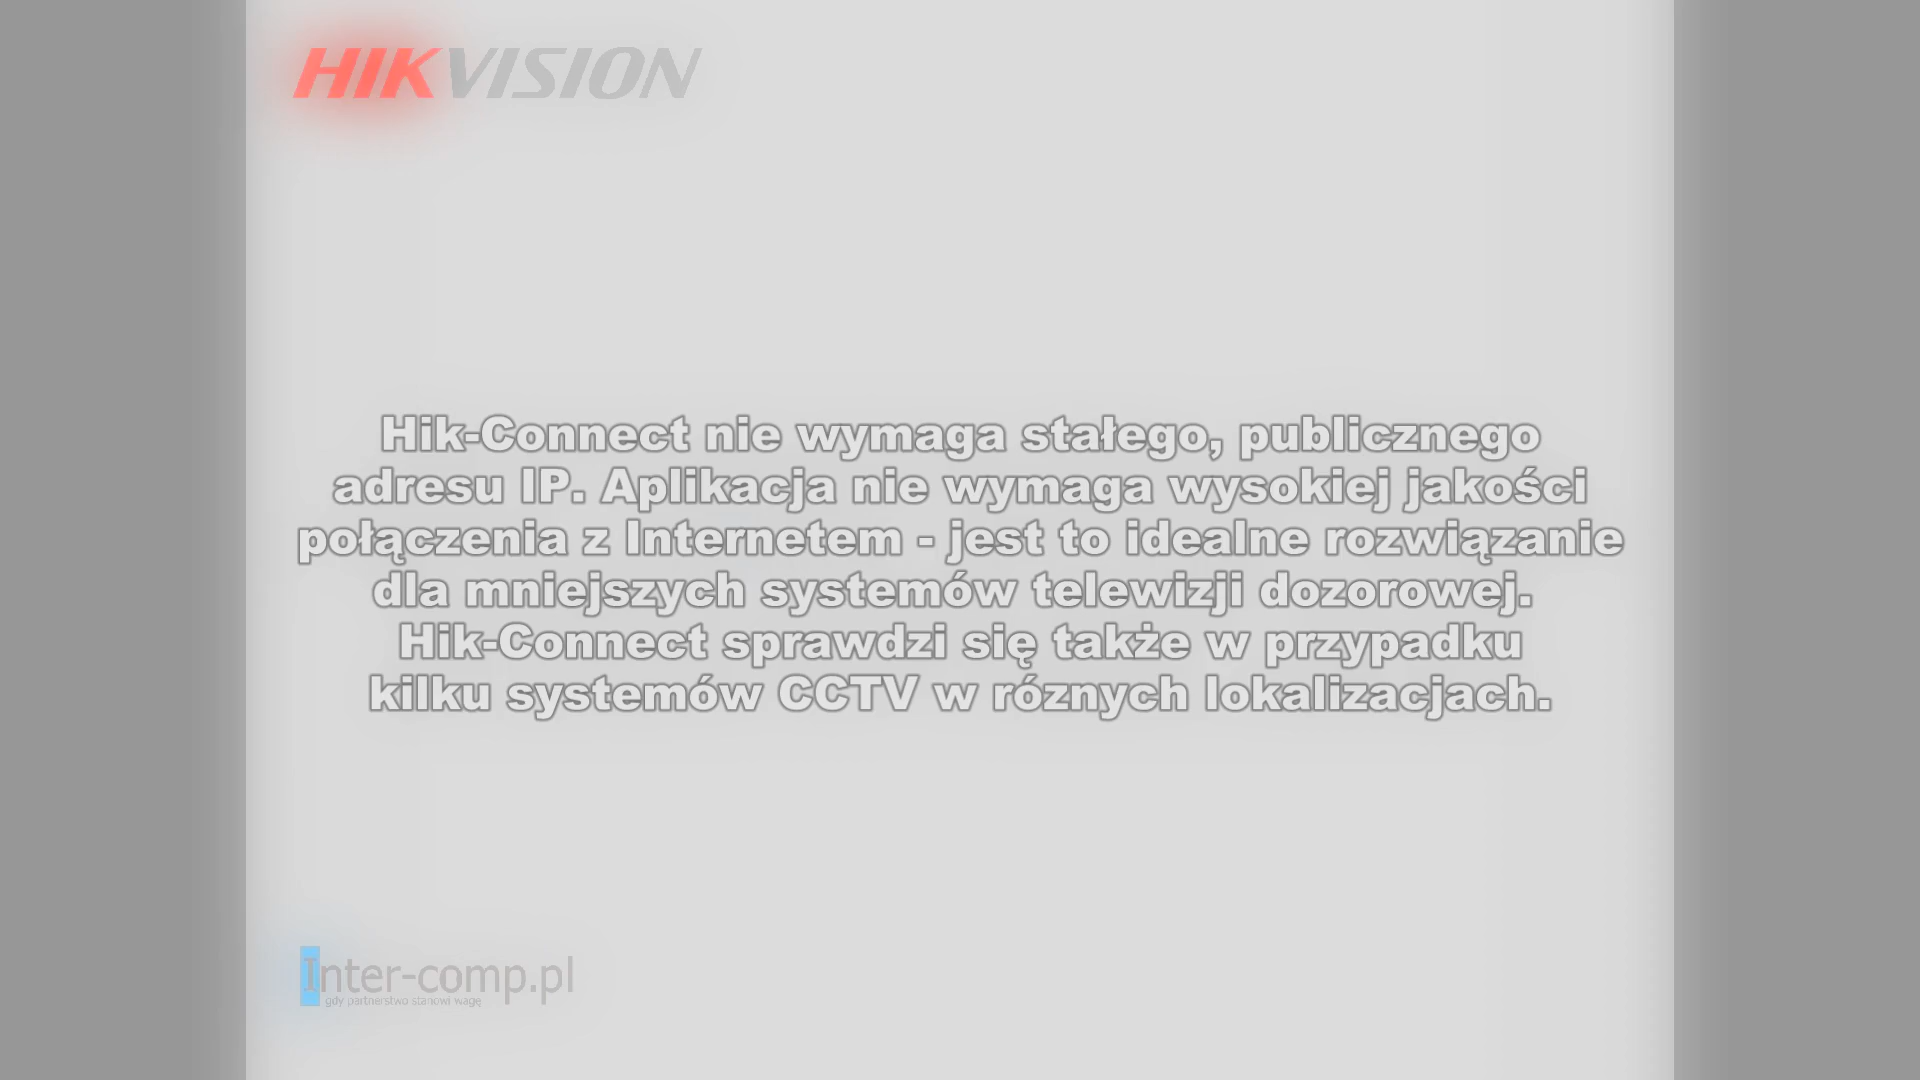 HIKVISION
Hik-Connect nie wymaga stałego, publicznego
adresu IP. Aplikacja nie wymaga wysokiej jakości
połączenia z Internetem - jest to idealne rozwiązanie
dla mniejszych systemów telewizji dozorowej.
Hik-Connect sprawdzi się także w przypadku
kilku systemów CCTV w róznych lokalizacjach.
Inter-comp.pl
gdy partnerstwo stanowi wagę